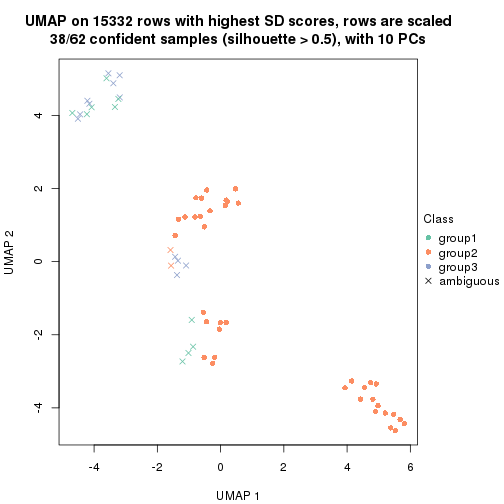 UMAP on 15332 rows with highest SD scores, rows are scaled
38/62 confident samples (silhouette > 0.5), with 10 PCs
UMAP 2
4
2
0
-2
-4
-4
-2
0
2
4
6
UMAP 1
Class
group1
group2
group3
ambiguous